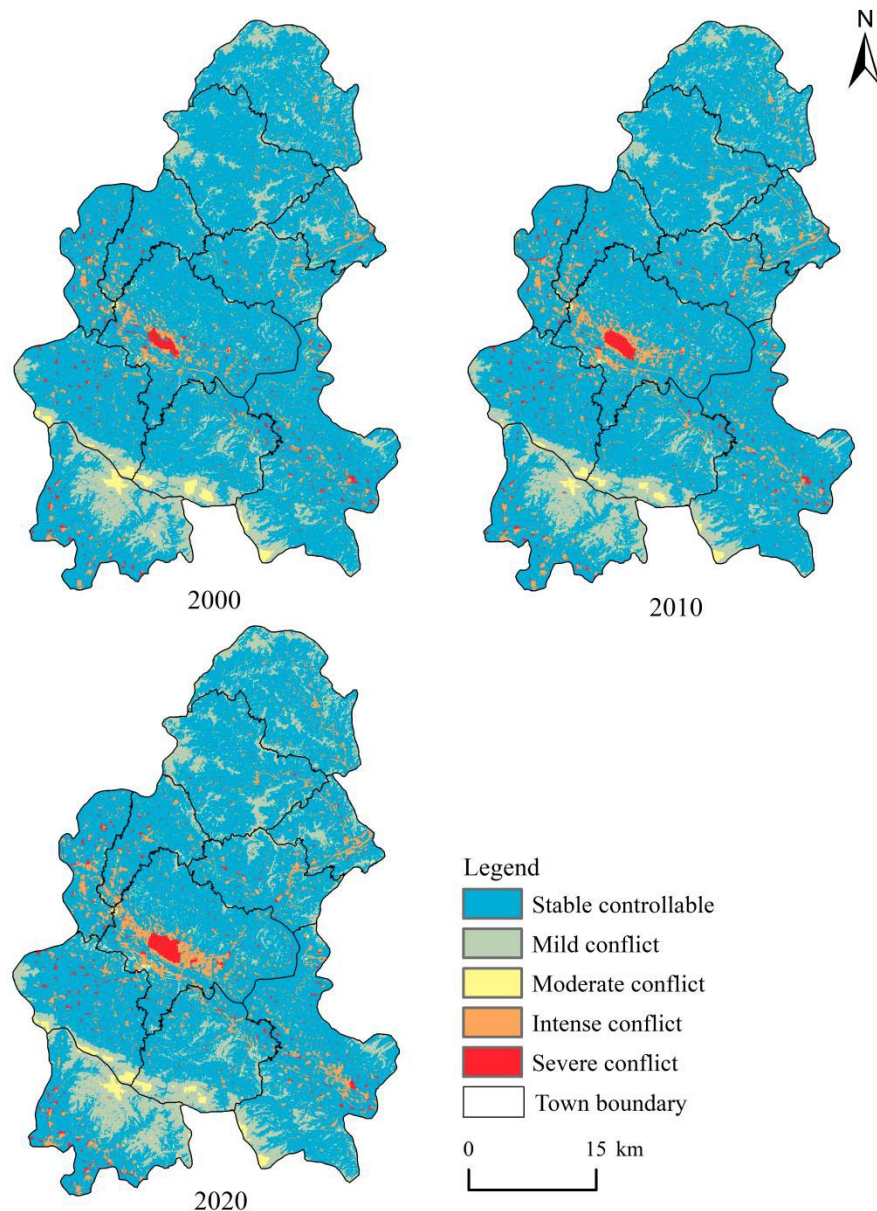 N
2000
2010
2020
Legend
Stable controllable
Mild conflict
Moderate conflict
Intense conflict
Severe conflict
Town boundary
0 15 km